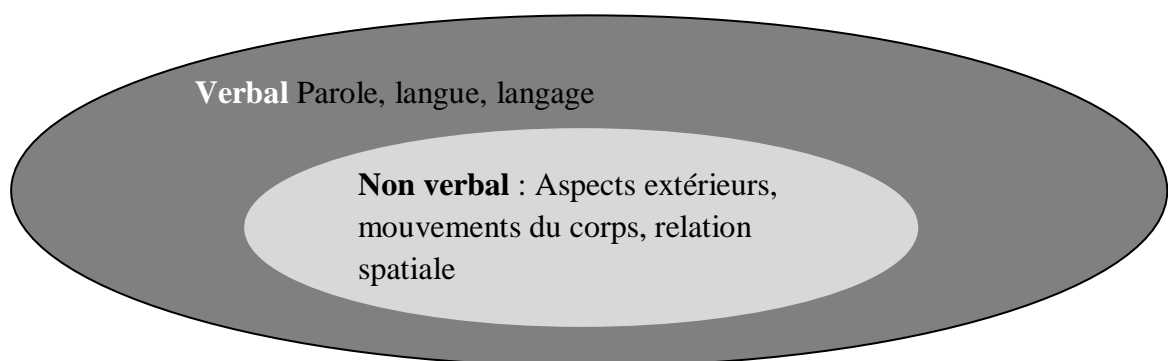 Verbal Parole, langue, langage
Non verbal : Aspects extérieurs,
mouvements du corps, relation
spatiale